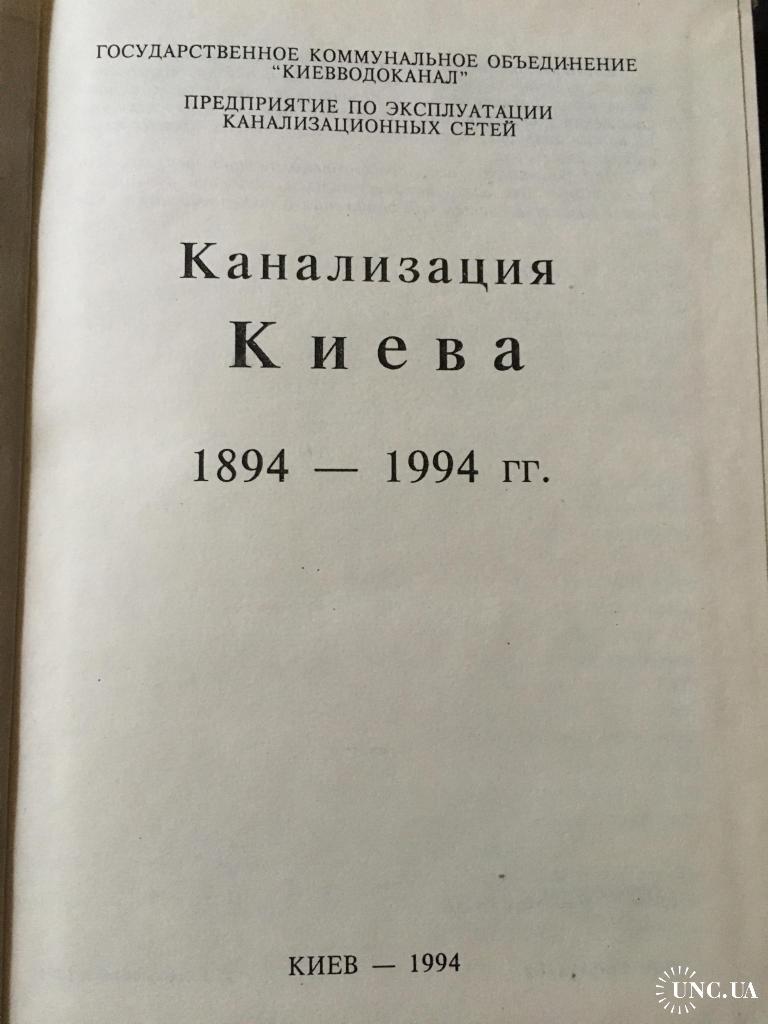 ГОСУДАРСТВЕННОЕ КОММУНАЛЬНОЕ ОБЪЕДИНЕНИЕ
“КИЕВВОДОКАНАЛ”
ПРЕДПРИЯТИЕ ПО ЭКСПЛУАТАЦИИ
КАНАЛИЗАЦИОННЫХ СЕТЕЙ
Канализация
Киева
1894 — 1994 гг.
КИЕВ — 1994
UNC.UA